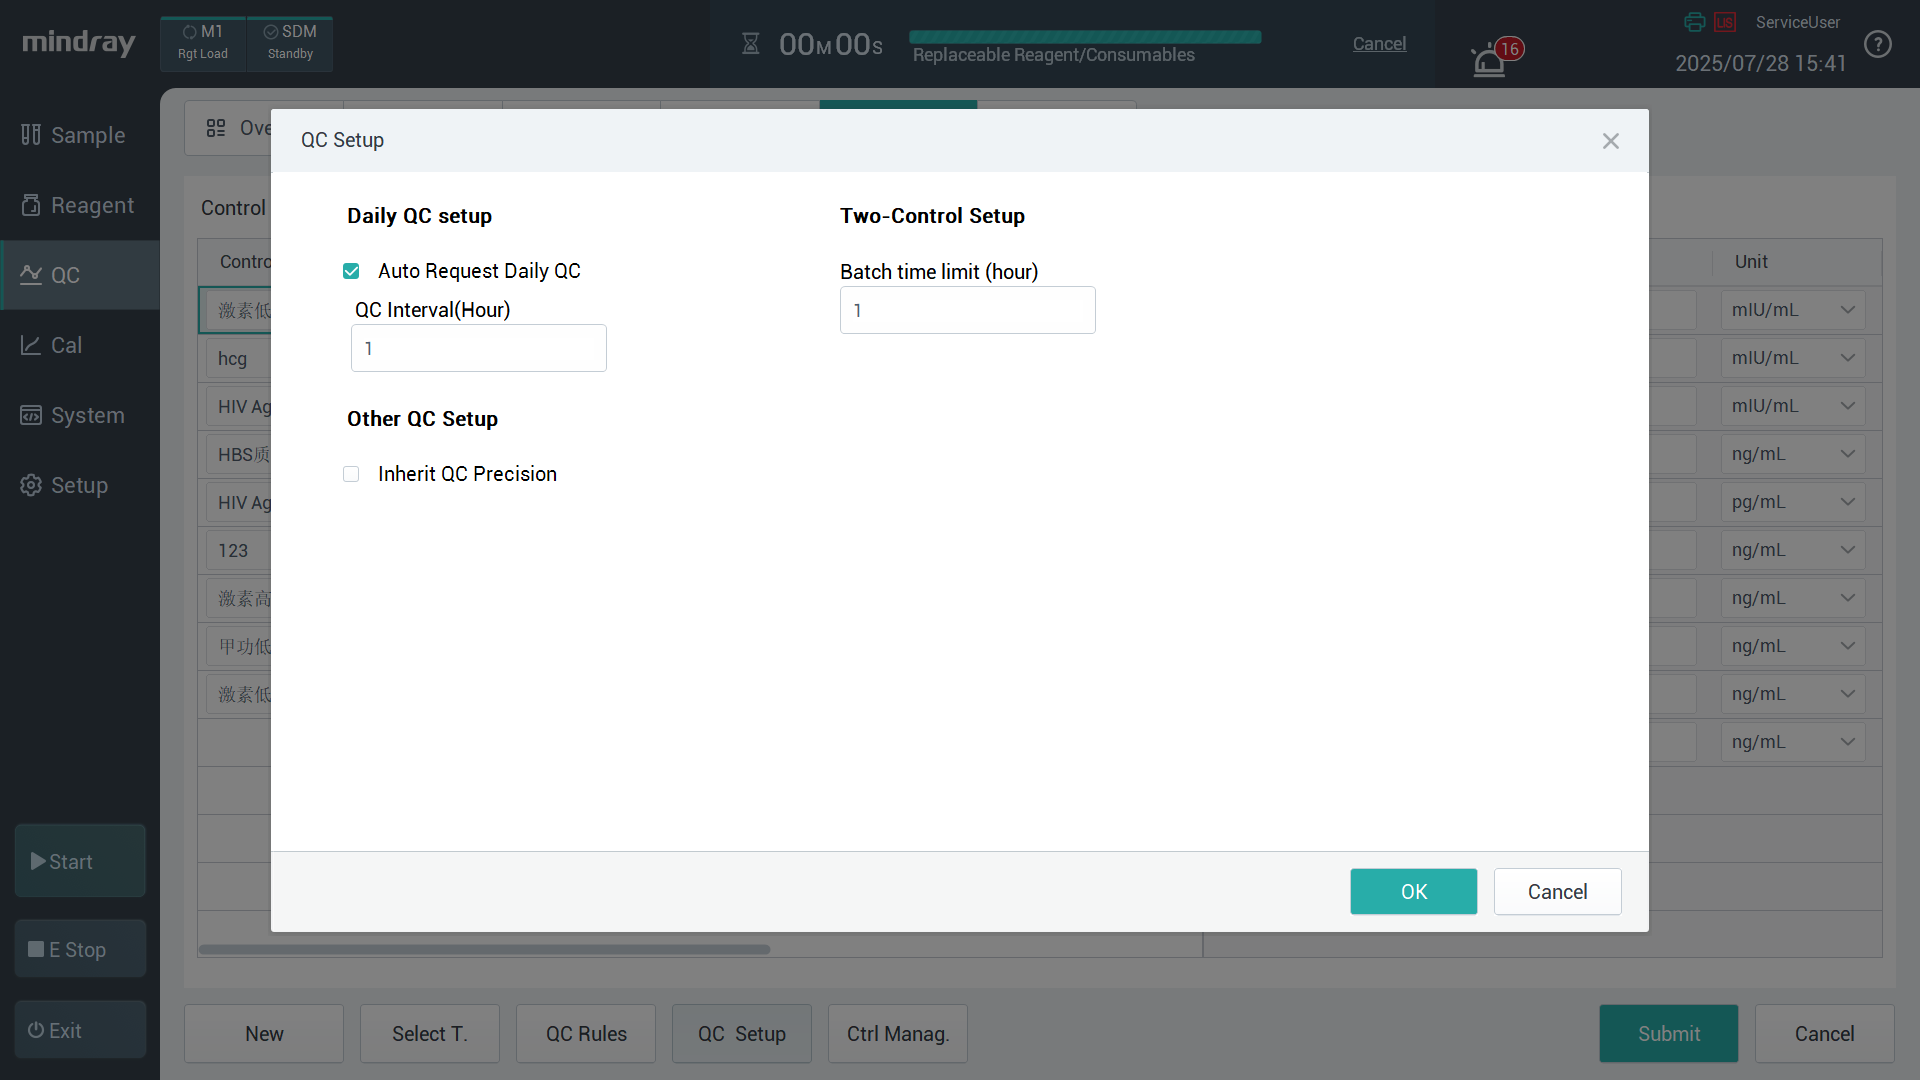 mindray
M1
Rgt Load
SDM
Standby
00M00S
Replaceable Reagent/Consumables
Cancel
16
LIS
ServiceUser
2025/07/28 15:41
?
Sample
Reagent
QC
Cal
System
Setup
Start
E Stop
Exit
Ove
Control
Contro
Unit
激素低
mIU/mL
hcg
mIU/mL
HIV Ag
mIU/mL
HBS质
ng/mL
HIV Ag
pg/mL
123
ng/mL
激素高
ng/mL
甲功低
ng/mL
激素低
ng/mL
ng/mL
QC Setup
Daily QC setup
Auto Request Daily QC
QC Interval(Hour)
1
Other QC Setup
Inherit QC Precision
Two-Control Setup
Batch time limit (hour)
1
OK
Cancel
New
Select T.
QC Rules
QC Setup
Ctrl Manag.
Submit
Cancel